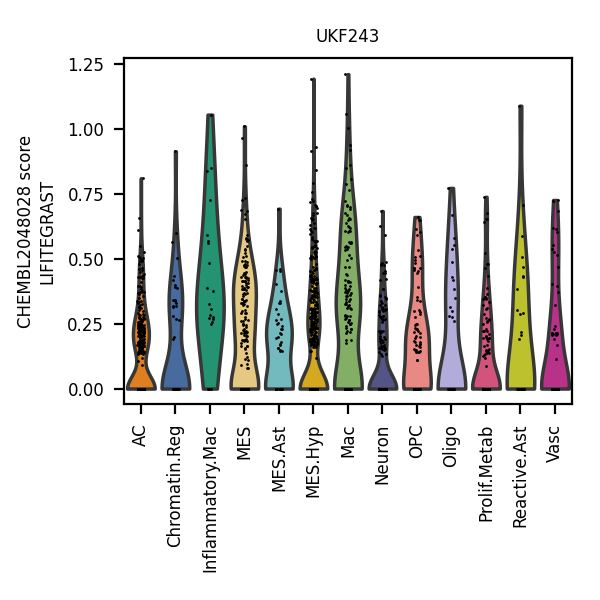 UKF243
CHEMBL2048028 score
LIFITEGRAST
1.25
1.00
0.75
0.50
0.25
0.00
AC
Chromatin.Reg
Inflammatory.Mac
MES
MES.Ast
MES.Hyp
Mac
Neuron
OPC
Oligo
Prolif.Metab
Reactive.Ast
Vasc